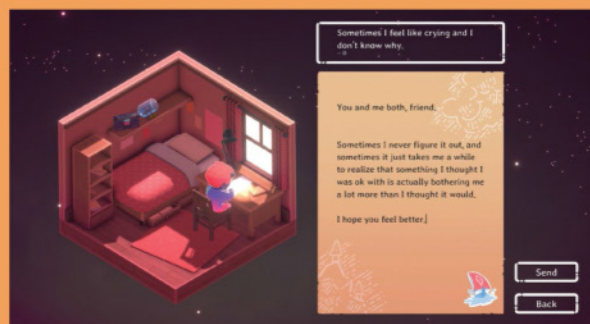 Sometimes I feel like crying and I
don't know why.
You and me both, friend.
Sometimes I never figure it out, and
sometimes it just takes me a while
to realize that something I thought I
was ok with is actually bothering me
a lot more than I thought it would.
I hope you feel better.
Send
Back